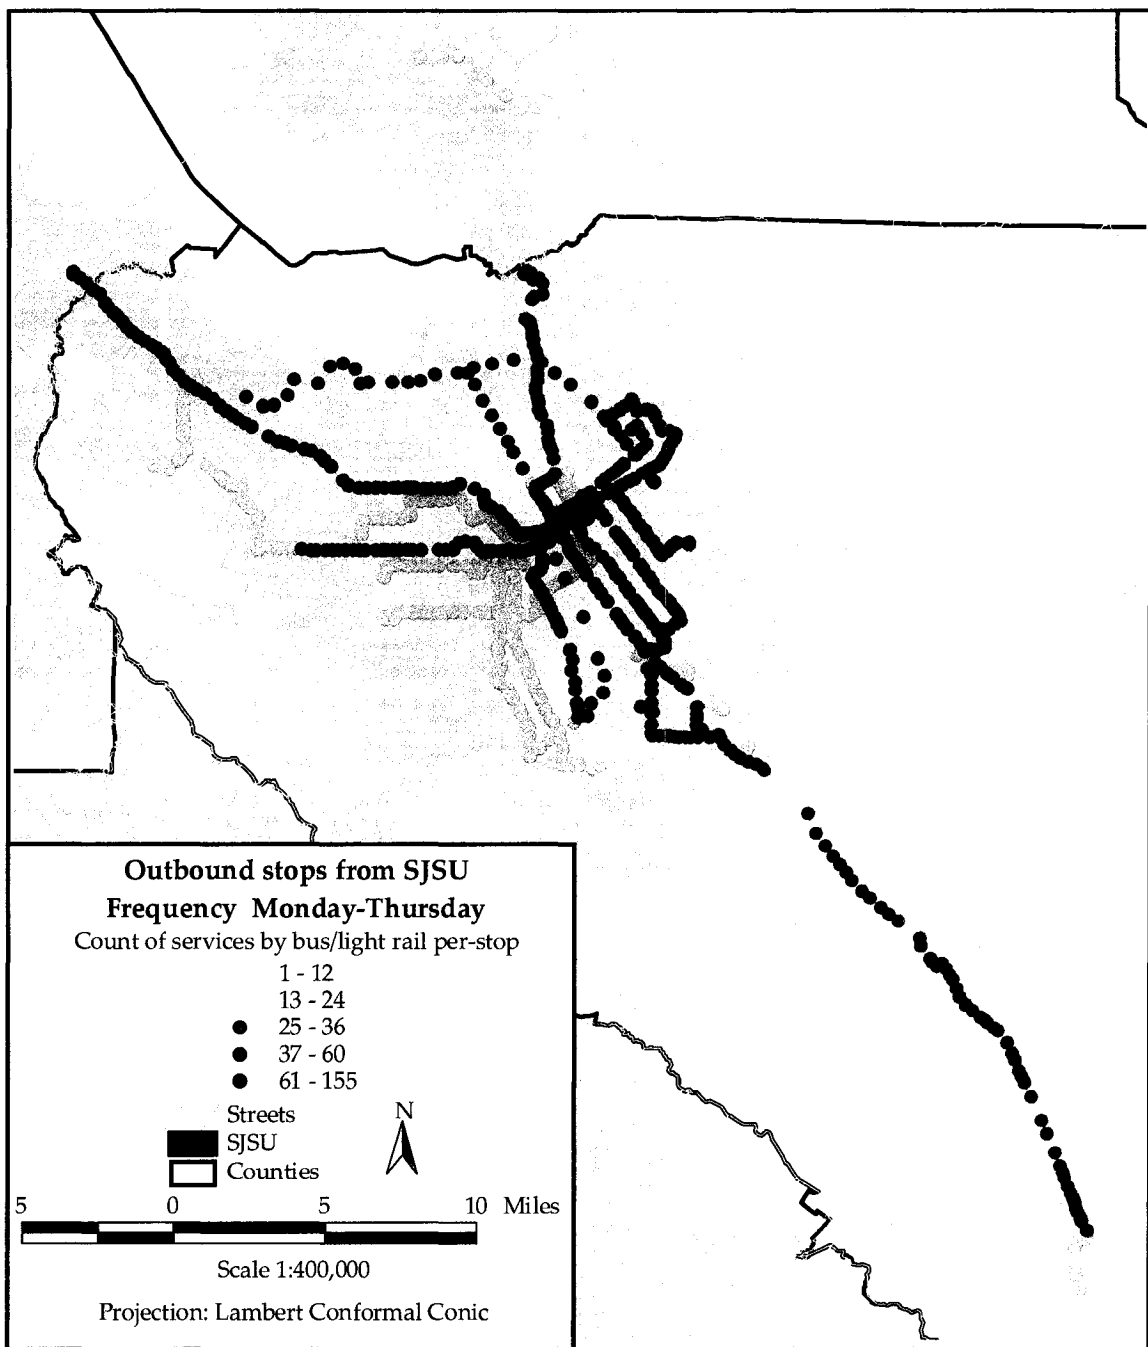 Outbound stops from SJSU
Frequency Monday-Thursday
Count of services by bus/light rail per-stop
1 - 12
13 - 24
25 - 36
37 - 60
61 - 155
Streets
N
SJSU
Counties
5 0 5 10 Miles
Scale 1:400,000
Projection: Lambert Conformal Conic